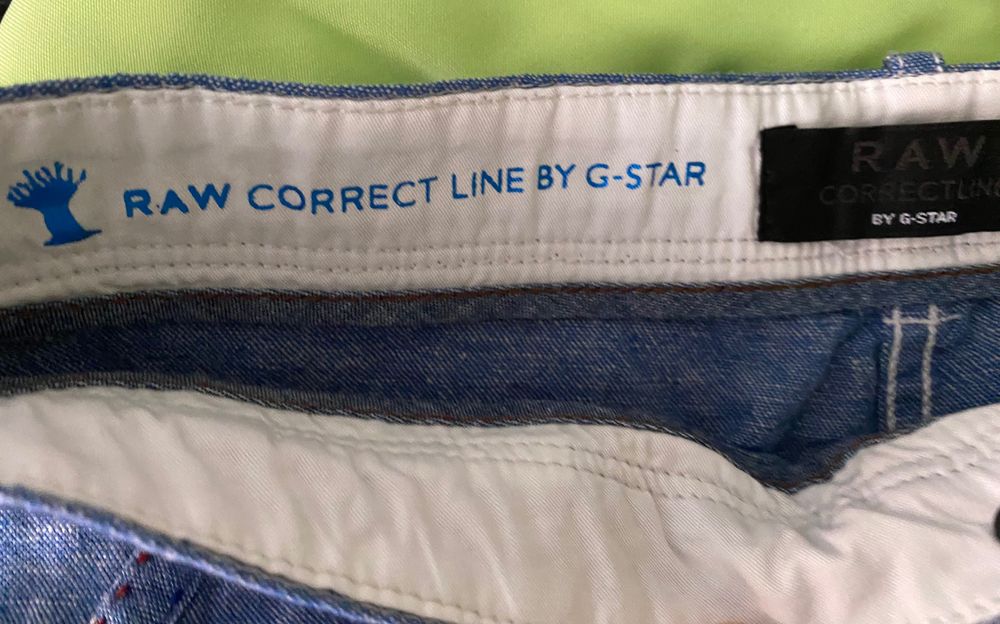 RAW CORRECT LINE BY G-STAR
RAW
CORRECTLINE
BY G-STAR